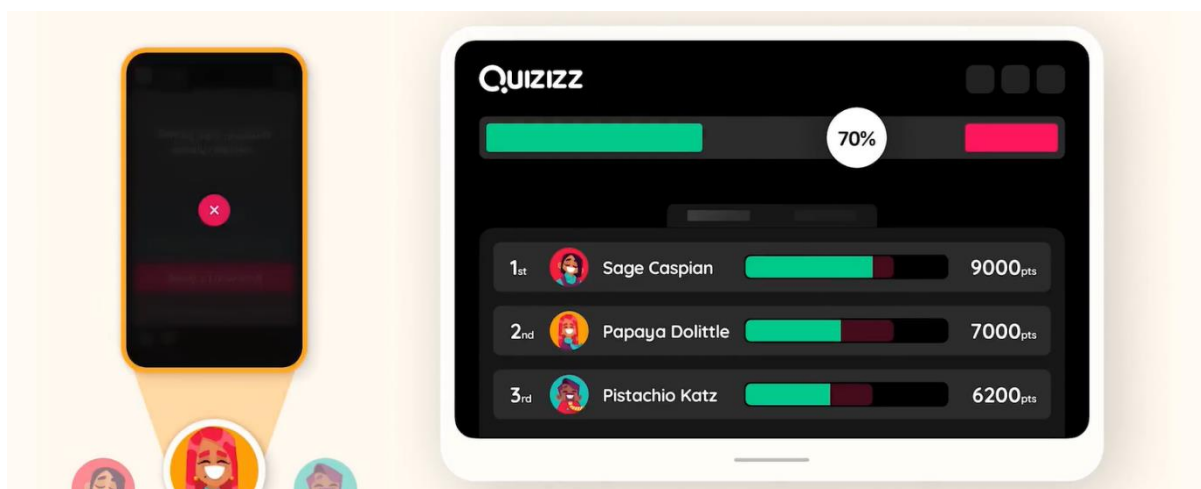 Quizizz
70%
1st Sage Caspian 9000pts
2nd Papaya Dolittle 7000pts
3rd Pistachio Katz 6200pts